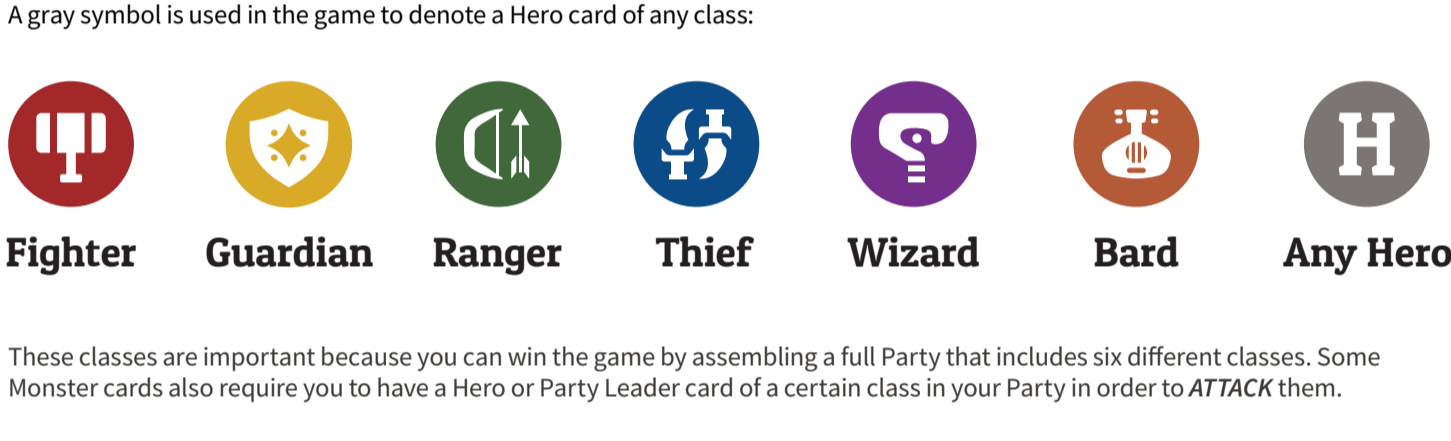 A gray symbol is used in the game to denote a Hero card of any class:
H
Fighter Guardian Ranger Thief Wizard Bard Any Hero
These classes are important because you can win the game by assembling a full Party that includes six different classes. Some
Monster cards also require you to have a Hero or Party Leader card of a certain class in your Party in order to ATTACK them.